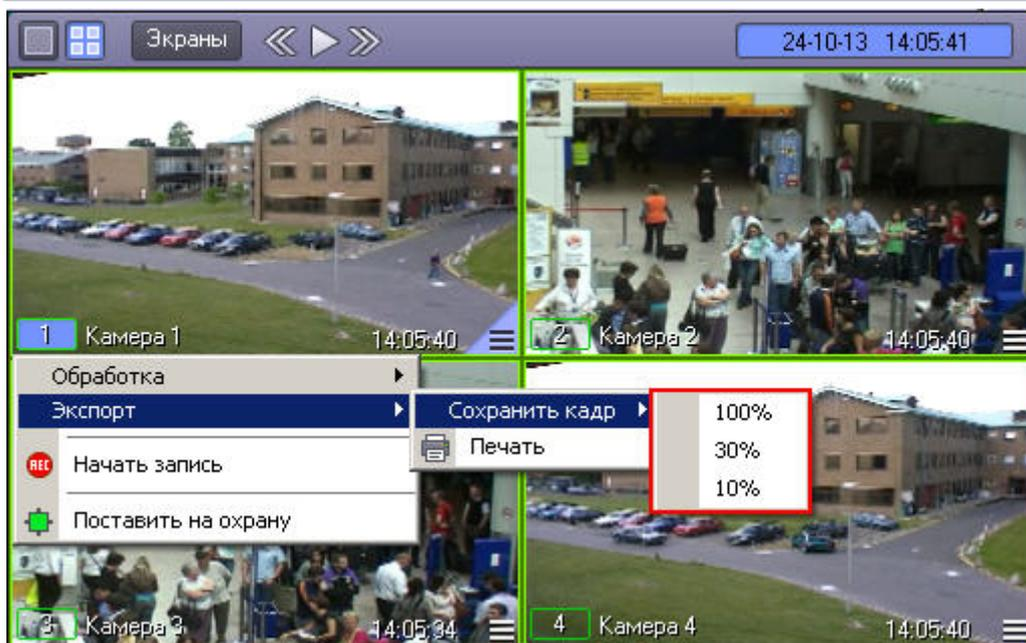 Экраны
24-10-13 14:05:41
1 Камера 1 14:05:40
2 Камера 2 14:05:40
Обработка
Экспорт
REC Начать запись
Поставить на охрану
Сохранить кадр
Печать
100%
30%
10%
3 Камера 3 14:05:34
4 Камера 4 14:05:40